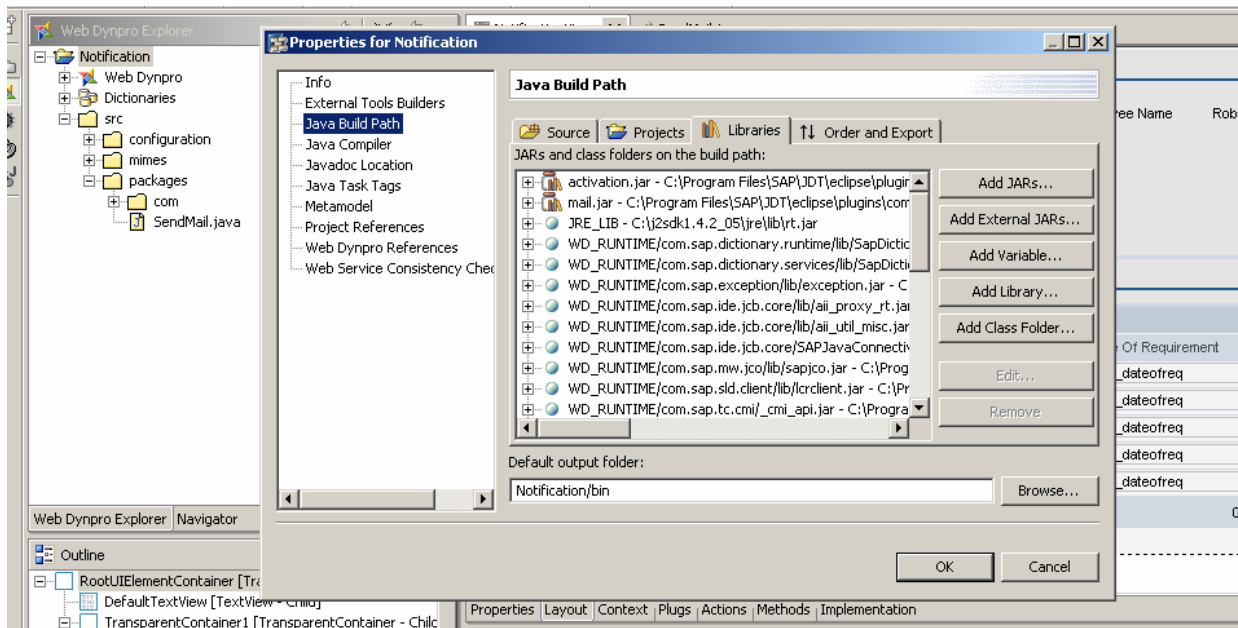 Web Dynpro Explorer
Notification
Web Dynpro
Dictionaries
src
configuration
mimes
packages
com
SendMail.java
Web Dynpro Explorer
Navigator
Outline
RootUIElementContainer [Tra
DefaultTextView [TextView - Child]
TransparentContainer1 [TransparentContainer - Chilc
Properties for Notification
Info
External Tools Builders
Java Build Path
Java Compiler
Javadoc Location
Java Task Tags
Metamodel
Project References
Web Dynpro References
Web Service Consistency Chec
Java Build Path
Source
Projects
Libraries
Order and Export
JARs and class folders on the build path:
activation.jar - C:\Program Files\SAP\JDT\eclipse\plugir
mail.jar - C:\Program Files\SAP\JDT\eclipse\plugins\com
JRE_LIB - C:\j2sdk1.4.2_05\jre\lib\rt.jar
WD_RUNTIME/com.sap.dictionary.runtime/lib/SapDictic
WD_RUNTIME/com.sap.dictionary.services/lib/SapDictio
WD_RUNTIME/com.sap.exception/lib/exception.jar - C
WD_RUNTIME/com.sap.ide.jcb.core/lib/aii_proxy_rt.jar
WD_RUNTIME/com.sap.ide.jcb.core/lib/aii_util_misc.jar
WD_RUNTIME/com.sap.ide.jcb.core/SAPJavaConnectiv
WD_RUNTIME/com.sap.mw.jco/lib/sapjco.jar - C:\Prog
WD_RUNTIME/com.sap.sld.client/lib/lcrclient.jar - C:\Pr
WD_RUNTIME/com.sap.tc.cmi/_cmi_api.jar - C:\Progra
Add JARs...
Add External JARs...
Add Variable...
Add Library...
Add Class Folder...
Edit...
Remove
Default output folder:
Notification/bin
Browse...
OK
Cancel
ee Name
Rob
Of Requirement
_dateofreq
_dateofreq
_dateofreq
_dateofreq
_dateofreq
Properties
Layout
Context
Plugs
Actions
Methods
Implementation